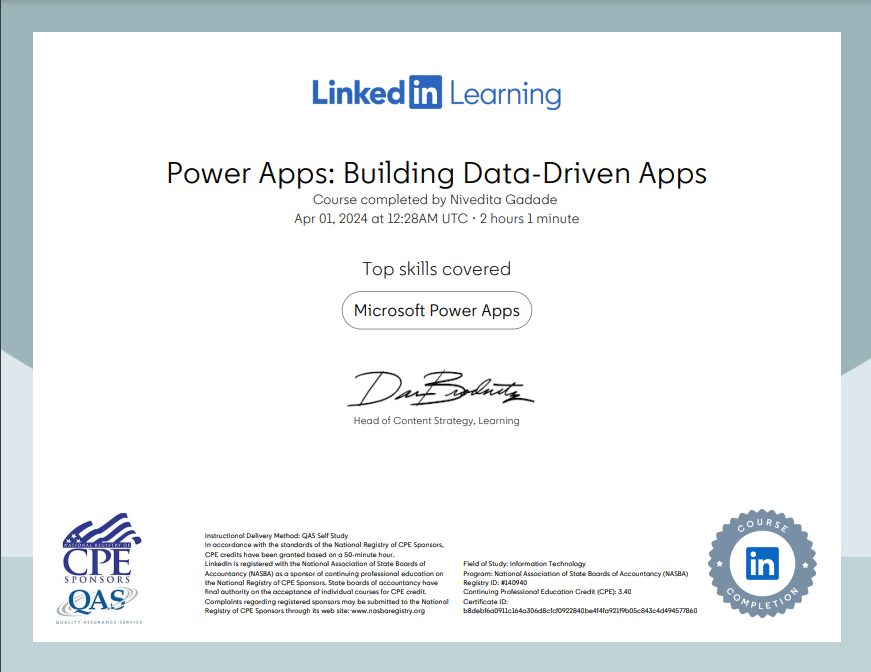 LinkedIn Learning
Power Apps: Building Data-Driven Apps
Course completed by Nivedita Gadade
Apr 01, 2024 at 12:28AM UTC • 2 hours 1 minute
Top skills covered
Microsoft Power Apps
Dan Brodnitz
Head of Content Strategy, Learning
NATIONAL REGISTRY OF
CPE
SPONSORS
QAS
QUALITY ASSURANCE SERVICE
Instructional Delivery Method: QAS Self Study
In accordance with the standards of the National Registry of CPE Sponsors,
CPE credits have been granted based on a 50-minute hour.
LinkedIn is registered with the National Association of State Boards of
Accountancy (NASBA) as a sponsor of continuing professional education on
the National Registry of CPE Sponsors. State boards of accountancy have
final authority on the acceptance of individual courses for CPE credit.
Complaints regarding registered sponsors may be submitted to the National
Registry of CPE Sponsors through its web site: www.nasbaregistry.org
Field of Study: Information Technology
Program: National Association of State Boards of Accountancy (NASBA)
Registry ID: #140940
Continuing Professional Education Credit (CPE): 3.40
Certificate ID:
b8debf6a0911c164a306d8cfcf0922840be4f4fa921f9b05c843c4d494577860
COURSE
in
COMPLETION